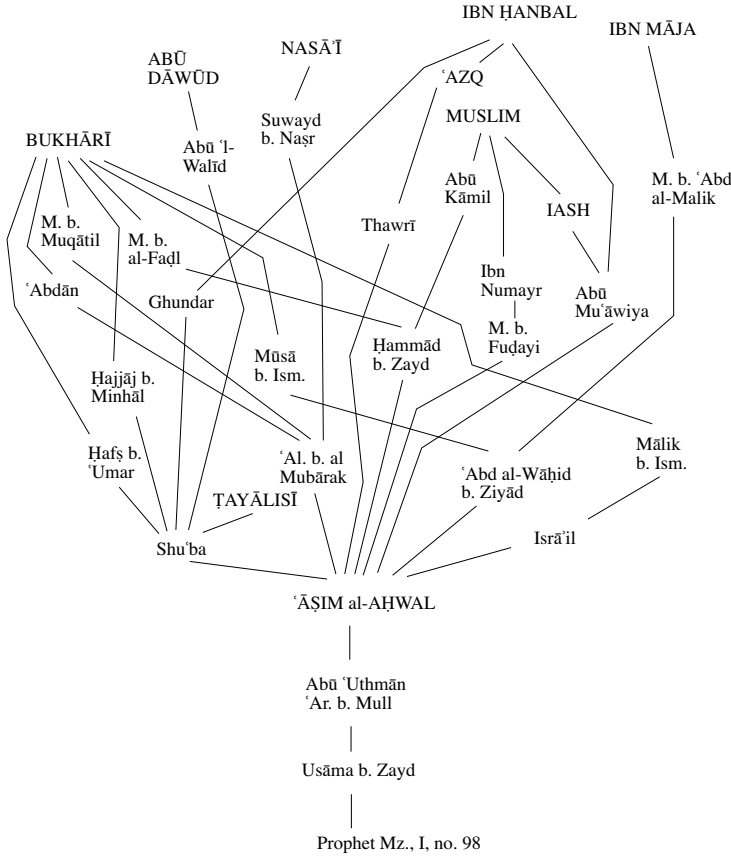 IBN ḤANBAL
IBN MĀJA
NASĀʾĪ
ABŪ
DĀWŪD
ʿAZQ
MUSLIM
Suwayd
b. Naṣr
BUKHĀRĪ
Abū ʿl-
Walīd
Abū
Kāmil
M. b. ʿAbd
al-Malik
IASH
M. b.
Muqātil
M. b.
al-Faḍl
Thawrī
Ibn
Numayr
ʿAbdān
Ghundar
Abū
Muʿāwiya
M. b.
Fuḍayi
Ḥammād
b. Zayd
Mūsā
b. Ism.
Ḥajjāj b.
Minhāl
Mālik
b. Ism.
Ḥafṣ b.
ʿUmar
ʿAl. b. al
Mubārak
ʿAbd al-Wāḥid
b. Ziyād
ṬAYĀLISĪ
Shuʿba
Isrāʾil
ʿĀṢIM al-AḤWAL
Abū ʿUthmān
ʿAr. b. Mull
Usāma b. Zayd
Prophet Mz., I, no. 98